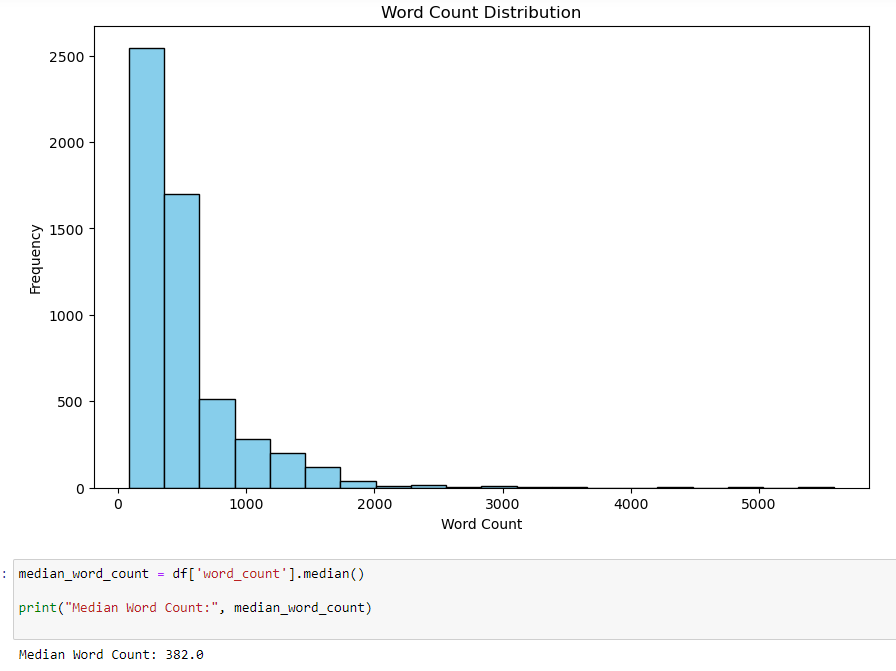 Word Count Distribution
2500
2000
1500
1000
500
0
Frequency
0 1000 2000 3000 4000 5000
Word Count
: median_word_count = df['word_count'].median()
print("Median Word Count:", median_word_count)
Median Word Count: 382.0